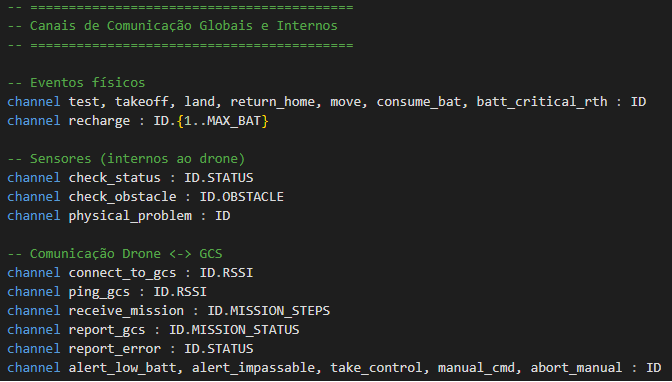 -- ==========================================
-- Canais de Comunicação Globais e Internos
-- ==========================================
-- Eventos físicos
channel test, takeoff, land, return_home, move, consume_bat, batt_critical_rth : ID
channel recharge : ID.{1..MAX_BAT}
-- Sensores (internos ao drone)
channel check_status : ID.STATUS
channel check_obstacle : ID.OBSTACLE
channel physical_problem : ID
-- Comunicação Drone <-> GCS
channel connect_to_gcs : ID.RSSI
channel ping_gcs : ID.RSSI
channel receive_mission : ID.MISSION_STEPS
channel report_gcs : ID.MISSION_STATUS
channel report_error : ID.STATUS
channel alert_low_batt, alert_impassable, take_control, manual_cmd, abort_manual : ID